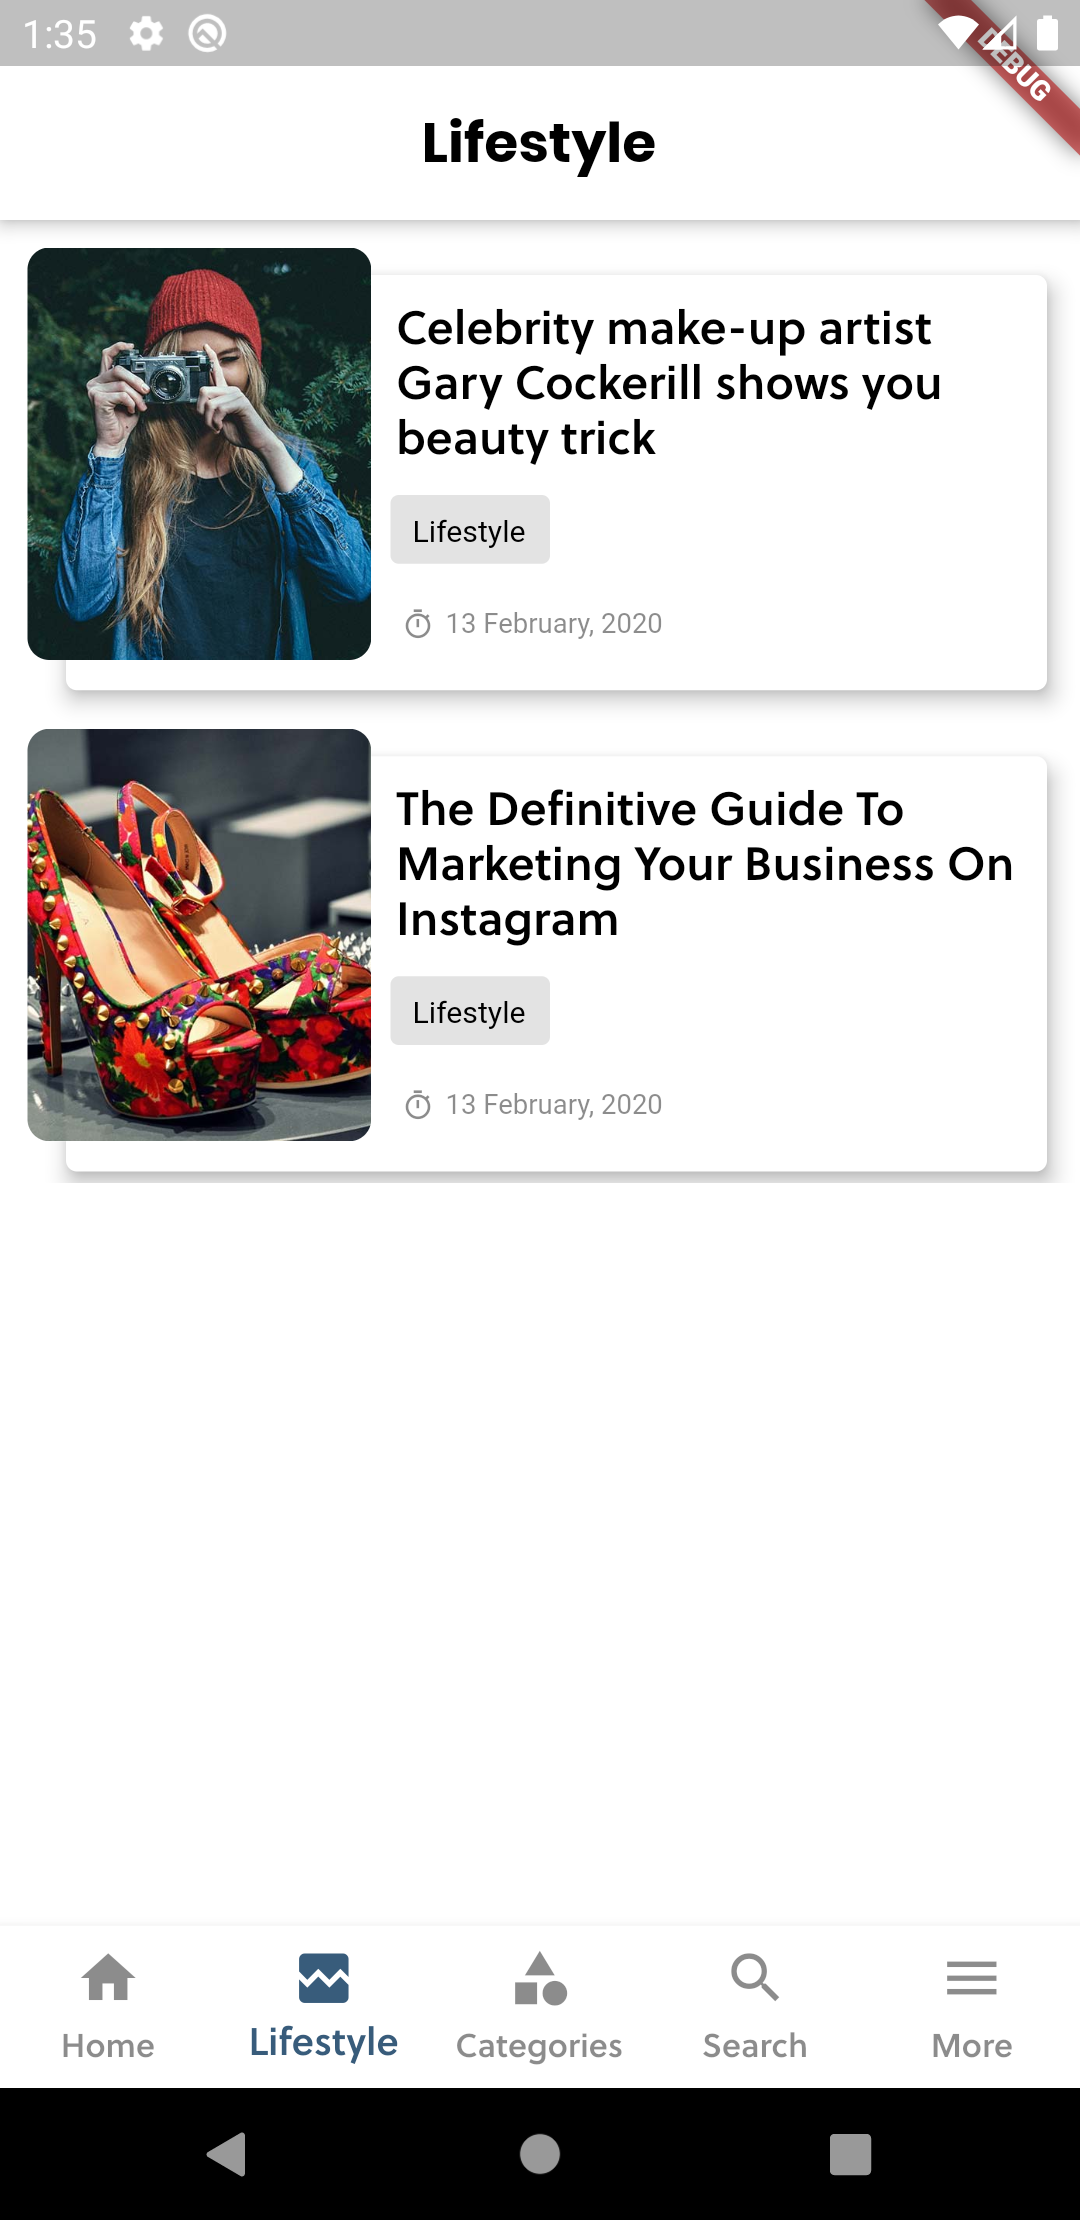 1:35
DEBUG
Lifestyle
Celebrity make-up artist
Gary Cockerill shows you
beauty trick
Lifestyle
13 February, 2020
The Definitive Guide To
Marketing Your Business On
Instagram
Lifestyle
13 February, 2020
Home
Lifestyle
Categories
Search
More